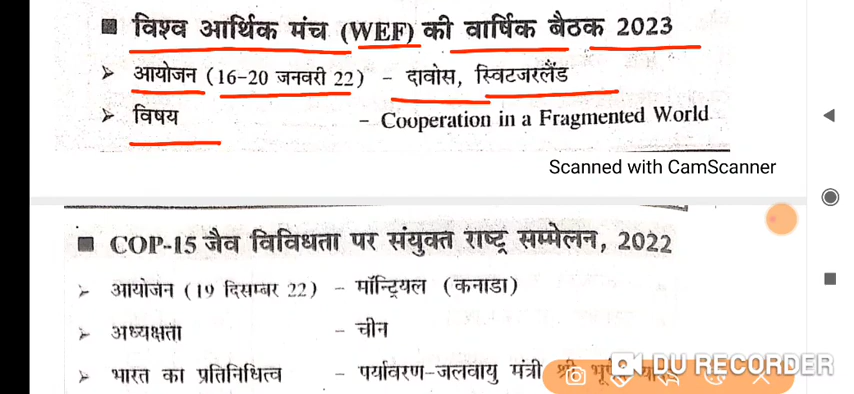 ■ विश्व आर्थिक मंच (WEF) की वार्षिक बैठक 2023
➤ आयोजन (16-20 जनवरी 22) - दावोस, स्विटजरलैंड
➤ विषय - Cooperation in a Fragmented World
Scanned with CamScanner
■ COP-15 जैव विविधता पर संयुक्त राष्ट्र सम्मेलन, 2022
➤ आयोजन (19 दिसम्बर 22) - मॉन्ट्रियल (कनाडा)
➤ अध्यक्षता - चीन
➤ भारत का प्रतिनिधित्व - पर्यावरण-जलवायु मंत्री श्री
DU RECORDER